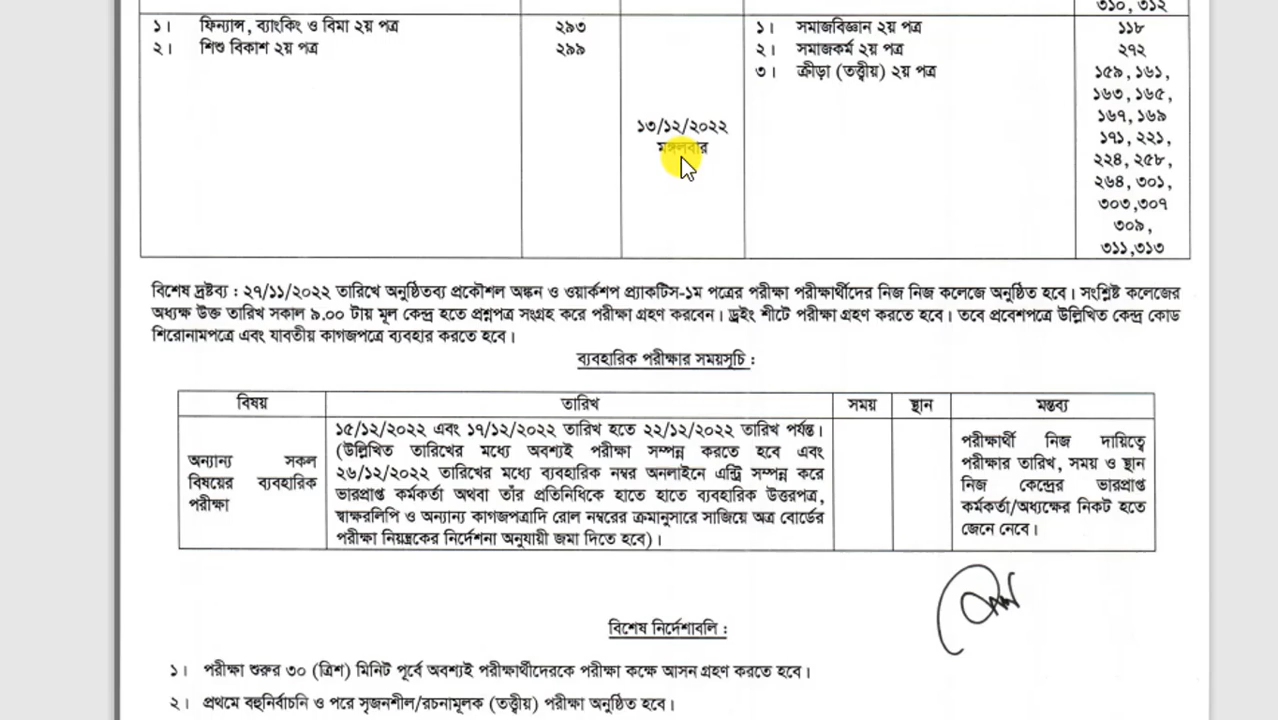 ৩১০, ৩১২
১। ফিন্যান্স, ব্যাংকিং ও বিমা ২য় পত্র ২৯৩
২। শিশু বিকাশ ২য় পত্র ২৯৯
১৩/১২/২০২২
মঙ্গলবার
১। সমাজবিজ্ঞান ২য় পত্র ১১৮
২। সমাজকর্ম ২য় পত্র ২৭২
৩। ক্রীড়া (তত্ত্বীয়) ২য় পত্র ১৫৯, ১৬১,
১৬৩, ১৬৫,
১৬৭, ১৬৯
১৭১, ২২১,
২২৪, ২৫৮,
২৬৪, ৩০১,
৩০৩,৩০৭
৩০৯,
৩১১,৩১৩
বিশেষ দ্রষ্টব্য : ২৭/১১/২০২২ তারিখে অনুষ্ঠিতব্য প্রকৌশল অঙ্কন ও ওয়ার্কশপ প্র্যাকটিস-১ম পত্রের পরীক্ষা পরীক্ষার্থীদের নিজ নিজ কলেজে অনুষ্ঠিত হবে। সংশ্লিষ্ট কলেজের
অধ্যক্ষ উক্ত তারিখ সকাল ৯.০০ টায় মূল কেন্দ্র হতে প্রশ্নপত্র সংগ্রহ করে পরীক্ষা গ্রহণ করবেন। ড্রইং শীটে পরীক্ষা গ্রহণ করতে হবে। তবে প্রবেশপত্রে উল্লিখিত কেন্দ্র কোড
শিরোনামপত্রে এবং যাবতীয় কাগজপত্রে ব্যবহার করতে হবে।
ব্যবহারিক পরীক্ষার সময়সূচি :
বিষয় তারিখ সময় স্থান মন্তব্য
অন্যান্য সকল
বিষয়ের ব্যবহারিক
পরীক্ষা
১৫/১২/২০২২ এবং ১৭/১২/২০২২ তারিখ হতে ২২/১২/২০২২ তারিখ পর্যন্ত।
(উল্লিখিত তারিখের মধ্যে অবশ্যই পরীক্ষা সম্পন্ন করতে হবে এবং
২৬/১২/২০২২ তারিখের মধ্যে ব্যবহারিক নম্বর অনলাইনে এন্ট্রি সম্পন্ন করে
ভারপ্রাপ্ত কর্মকর্তা অথবা তাঁর প্রতিনিধিকে হাতে হাতে ব্যবহারিক উত্তরপত্র,
স্বাক্ষরলিপি ও অন্যান্য কাগজপত্রাদি রোল নম্বরের ক্রমানুসারে সাজিয়ে অত্র বোর্ডের
পরীক্ষা নিয়ন্ত্রকের নির্দেশনা অনুযায়ী জমা দিতে হবে)।
পরীক্ষার্থী নিজ দায়িত্বে
পরীক্ষার তারিখ, সময় ও স্থান
নিজ কেন্দ্রের ভারপ্রাপ্ত
কর্মকর্তা/অধ্যক্ষের নিকট হতে
জেনে নেবে।
বিশেষ নির্দেশাবলি :
১। পরীক্ষা শুরুর ৩০ (ত্রিশ) মিনিট পূর্বে অবশ্যই পরীক্ষার্থীদেরকে পরীক্ষা কক্ষে আসন গ্রহণ করতে হবে।
২। প্রথমে বহুনির্বাচনি ও পরে সৃজনশীল/রচনামূলক (তত্ত্বীয়) পরীক্ষা অনুষ্ঠিত হবে।